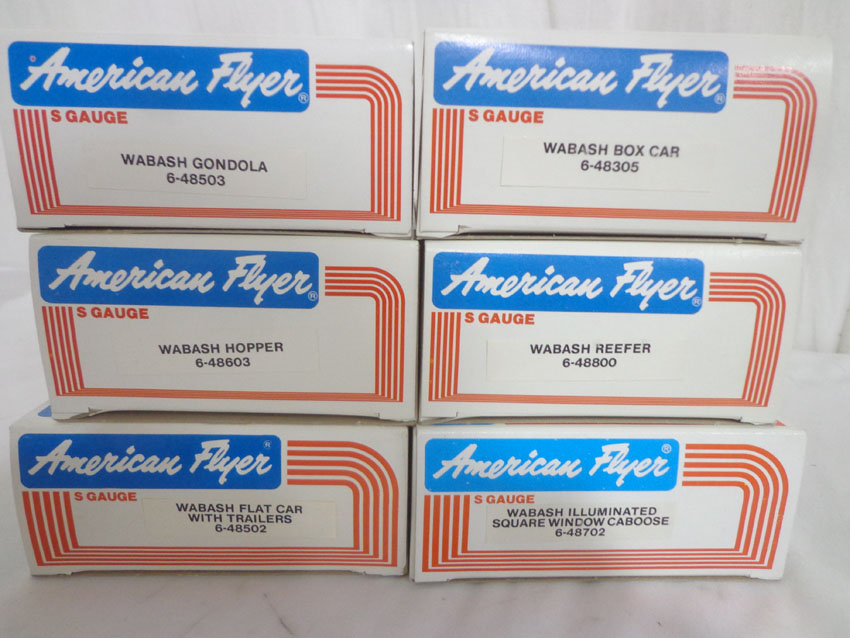 American Flyer®
S GAUGE
WABASH GONDOLA
6-48503
American Flyer®
S GAUGE
WABASH BOX CAR
6-48305
American Flyer®
S GAUGE
WABASH HOPPER
6-48603
American Flyer®
S GAUGE
WABASH REEFER
6-48800
American Flyer®
S GAUGE
WABASH FLAT CAR
WITH TRAILERS
6-48502
American Flyer®
S GAUGE
WABASH ILLUMINATED
SQUARE WINDOW CABOOSE
6-48702